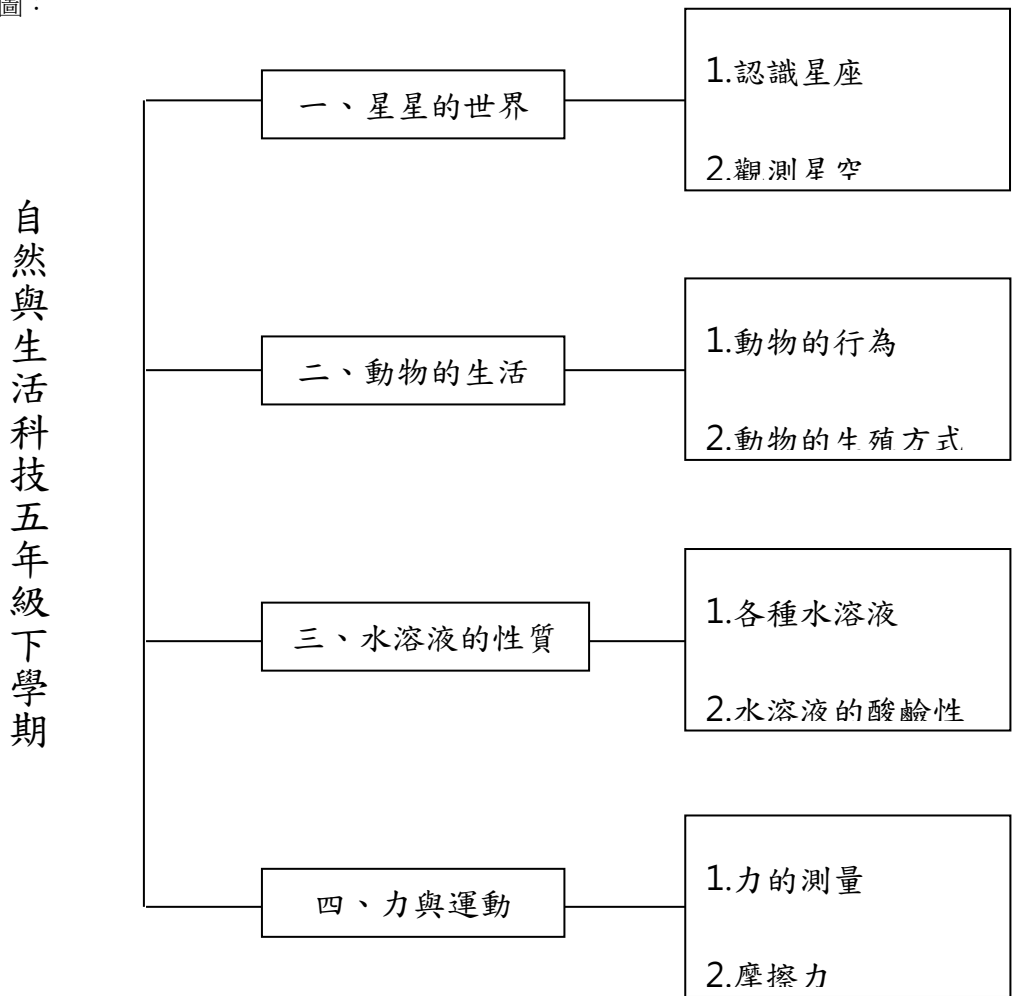 圖：
自然與生活科技五年級下學期
一、星星的世界
1.認識星座
2.觀測星空
二、動物的生活
1.動物的行為
2.動物的生殖方式
三、水溶液的性質
1.各種水溶液
2.水溶液的酸鹼性
四、力與運動
1.力的測量
2.摩擦力